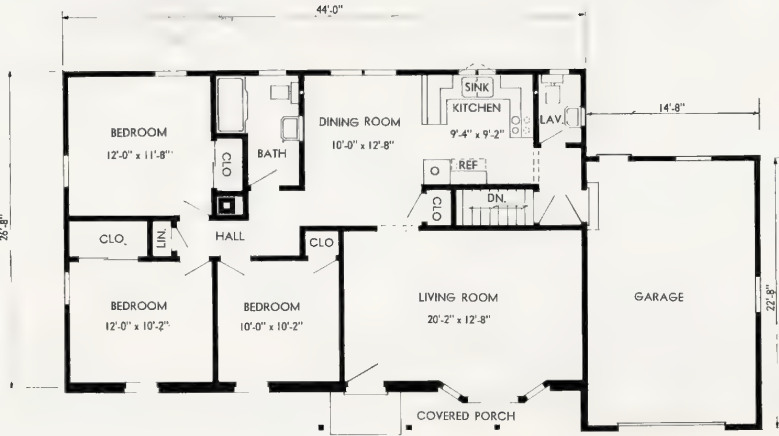 44'-0"
14'-8"
BEDROOM
12'-0" x 11'-8"
CLO
BATH
DINING ROOM
10'-0" x 12'-8"
SINK
KITCHEN
9'-4" x 9'-2"
LAV.
O
REF
CLO
DN.
26'-8"
CLO.
LIN.
HALL
CLO
BEDROOM
12'-0" x 10'-2"
BEDROOM
10'-0" x 10'-2"
LIVING ROOM
20'-2" x 12'-8"
GARAGE
22'-8"
COVERED PORCH